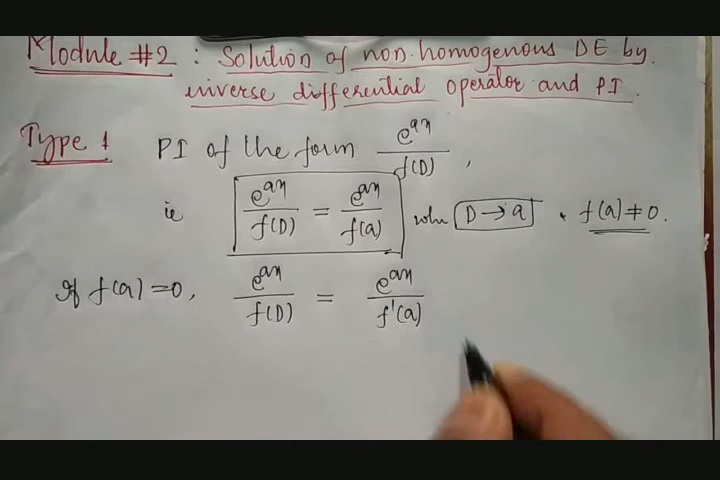 Module #2 : Solution of non-homogenous DE by
inverse differential operator and PI.
Type 1 PI of the form e^{ax}/f(D),
ie e^{ax}/f(D) = e^{ax}/f(a) when D → a, f(a) ≠ 0.
If f(a) = 0, e^{ax}/f(D) = e^{ax}/f'(a)